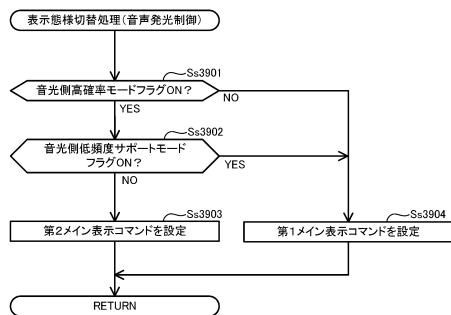 表示態様切替処理(音声発光制御)
Ss3901
音光側高確率モードフラグON?
NO
YES
Ss3902
音光側低頻度サポートモード
フラグON?
YES
NO
Ss3903
第2メイン表示コマンドを設定
Ss3904
第1メイン表示コマンドを設定
RETURN